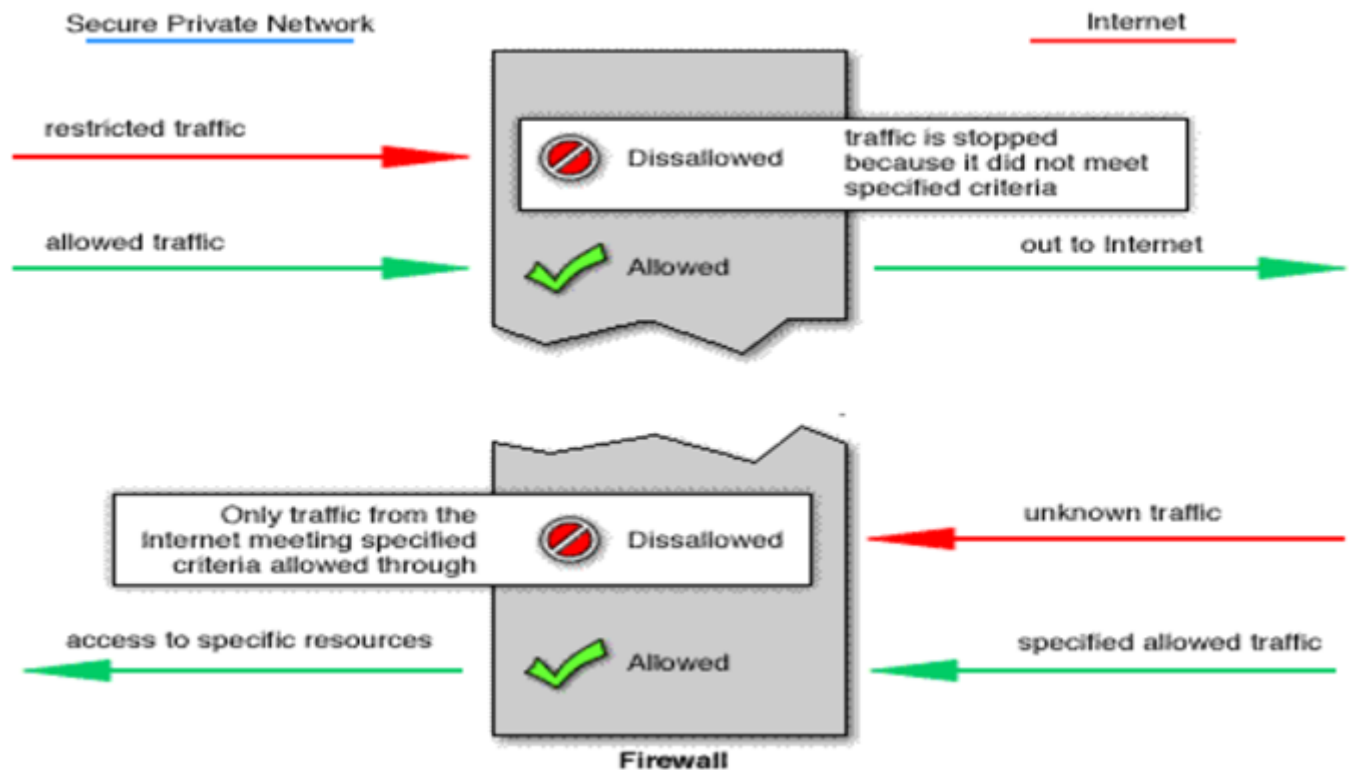 Secure Private Network
Internet
restricted traffic
Dissallowed
traffic is stopped
because it did not meet
specified criteria
allowed traffic
Allowed
out to Internet
Only traffic from the
Internet meeting specified
criteria allowed through
Dissallowed
unknown traffic
access to specific resources
Allowed
specified allowed traffic
Firewall